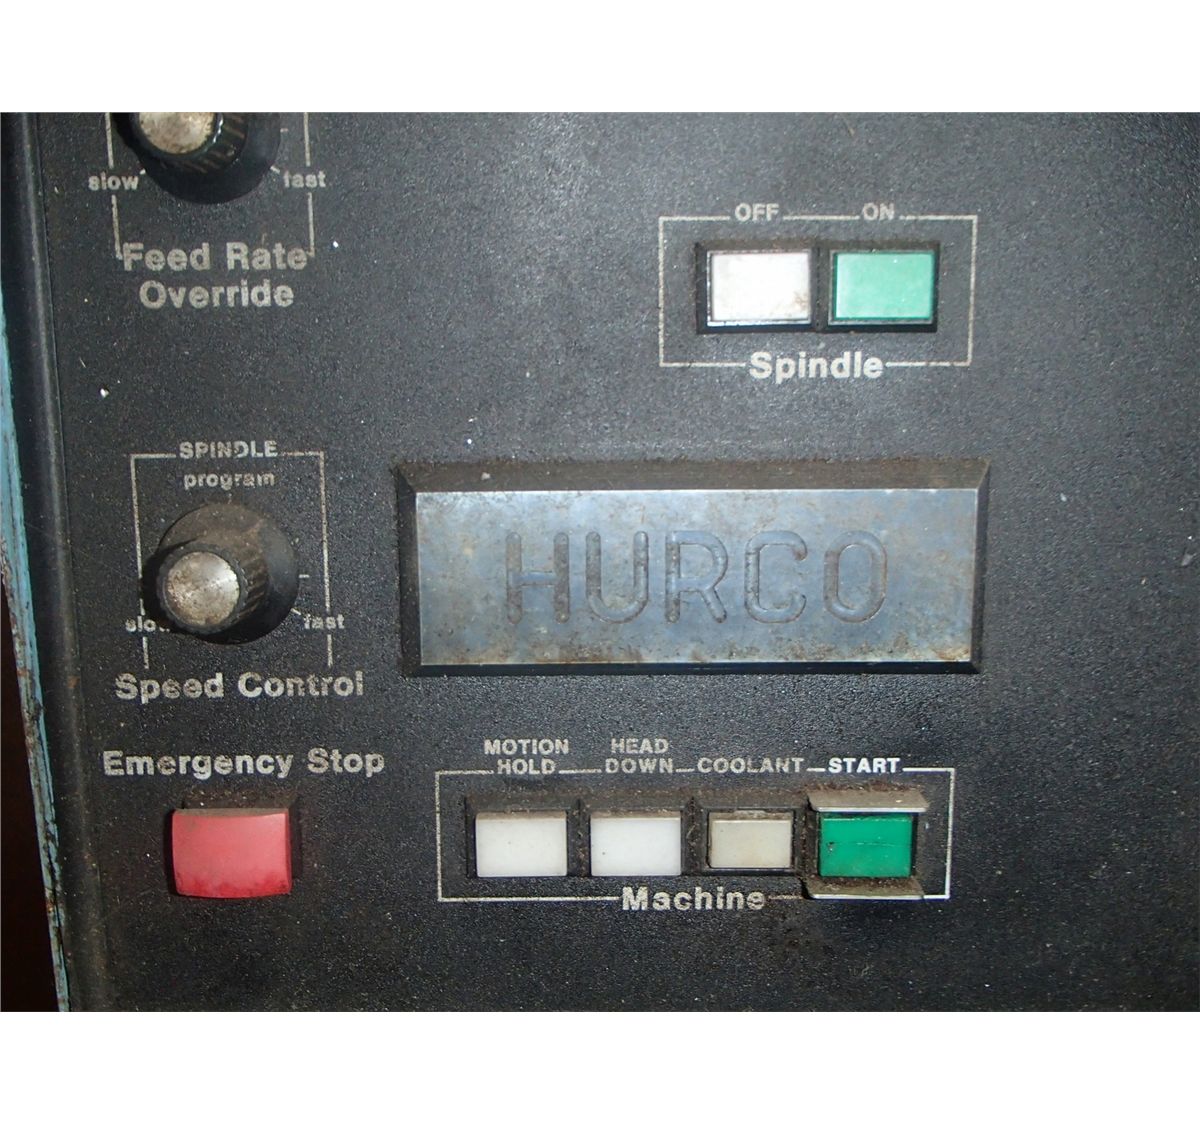 slow fast
Feed Rate
Override
OFF ON
Spindle
SPINDLE
program
slow fast
Speed Control
HURCO
Emergency Stop
MOTION HEAD
HOLD DOWN COOLANT START
Machine